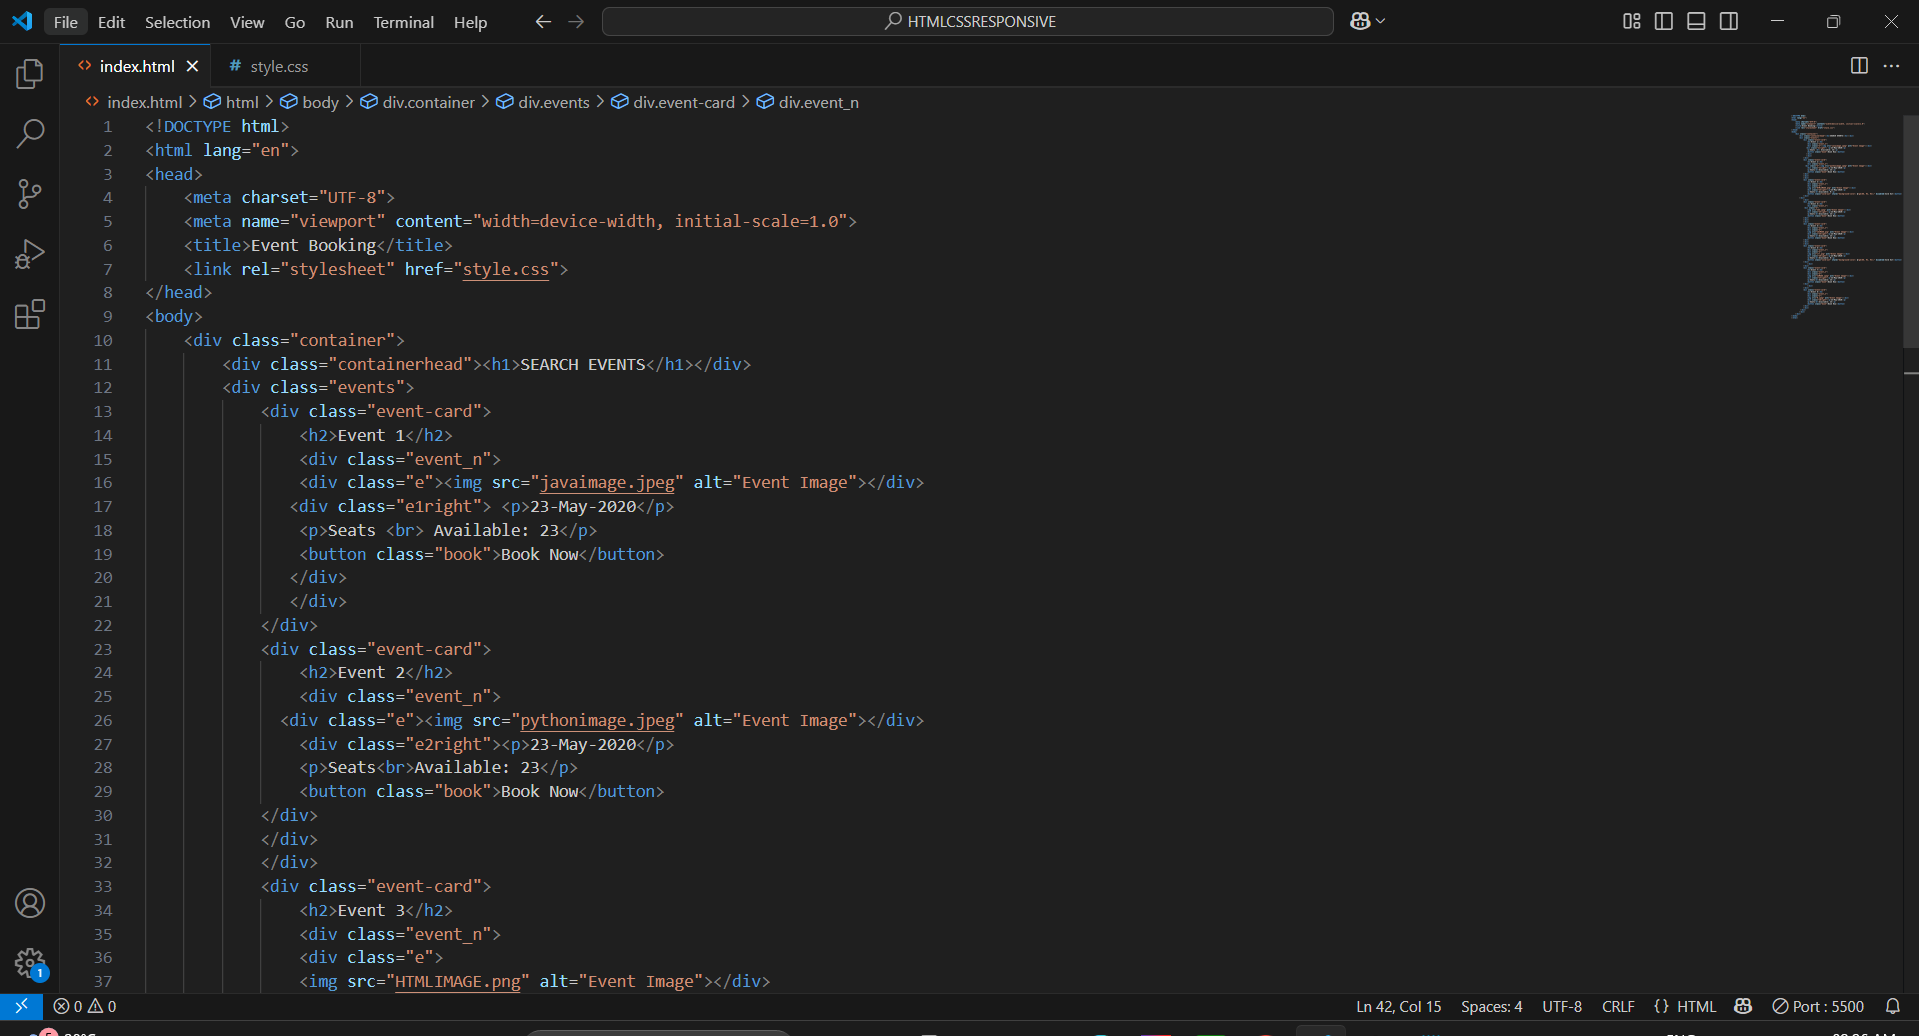 File Edit Selection View Go Run Terminal Help HTMLCSSRESPONSIVE
index.html style.css
index.html > html > body > div.container > div.events > div.event-card > div.event_n
1 <!DOCTYPE html>
2 <html lang="en">
3 <head>
4 <meta charset="UTF-8">
5 <meta name="viewport" content="width=device-width, initial-scale=1.0">
6 <title>Event Booking</title>
7 <link rel="stylesheet" href="style.css">
8 </head>
9 <body>
10 <div class="container">
11 <div class="containerhead"><h1>SEARCH EVENTS</h1></div>
12 <div class="events">
13 <div class="event-card">
14 <h2>Event 1</h2>
15 <div class="event_n">
16 <div class="e"><img src="javaimage.jpeg" alt="Event Image"></div>
17 <div class="e1right"> <p>23-May-2020</p>
18 <p>Seats <br> Available: 23</p>
19 <button class="book">Book Now</button>
20 </div>
21 </div>
22 </div>
23 <div class="event-card">
24 <h2>Event 2</h2>
25 <div class="event_n">
26 <div class="e"><img src="pythonimage.jpeg" alt="Event Image"></div>
27 <div class="e2right"><p>23-May-2020</p>
28 <p>Seats<br>Available: 23</p>
29 <button class="book">Book Now</button>
30 </div>
31 </div>
32 </div>
33 <div class="event-card">
34 <h2>Event 3</h2>
35 <div class="event_n">
36 <div class="e">
37 <img src="HTMLIMAGE.png" alt="Event Image"></div>
1
0 0 Ln 42, Col 15 Spaces: 4 UTF-8 CRLF {} HTML Port : 5500